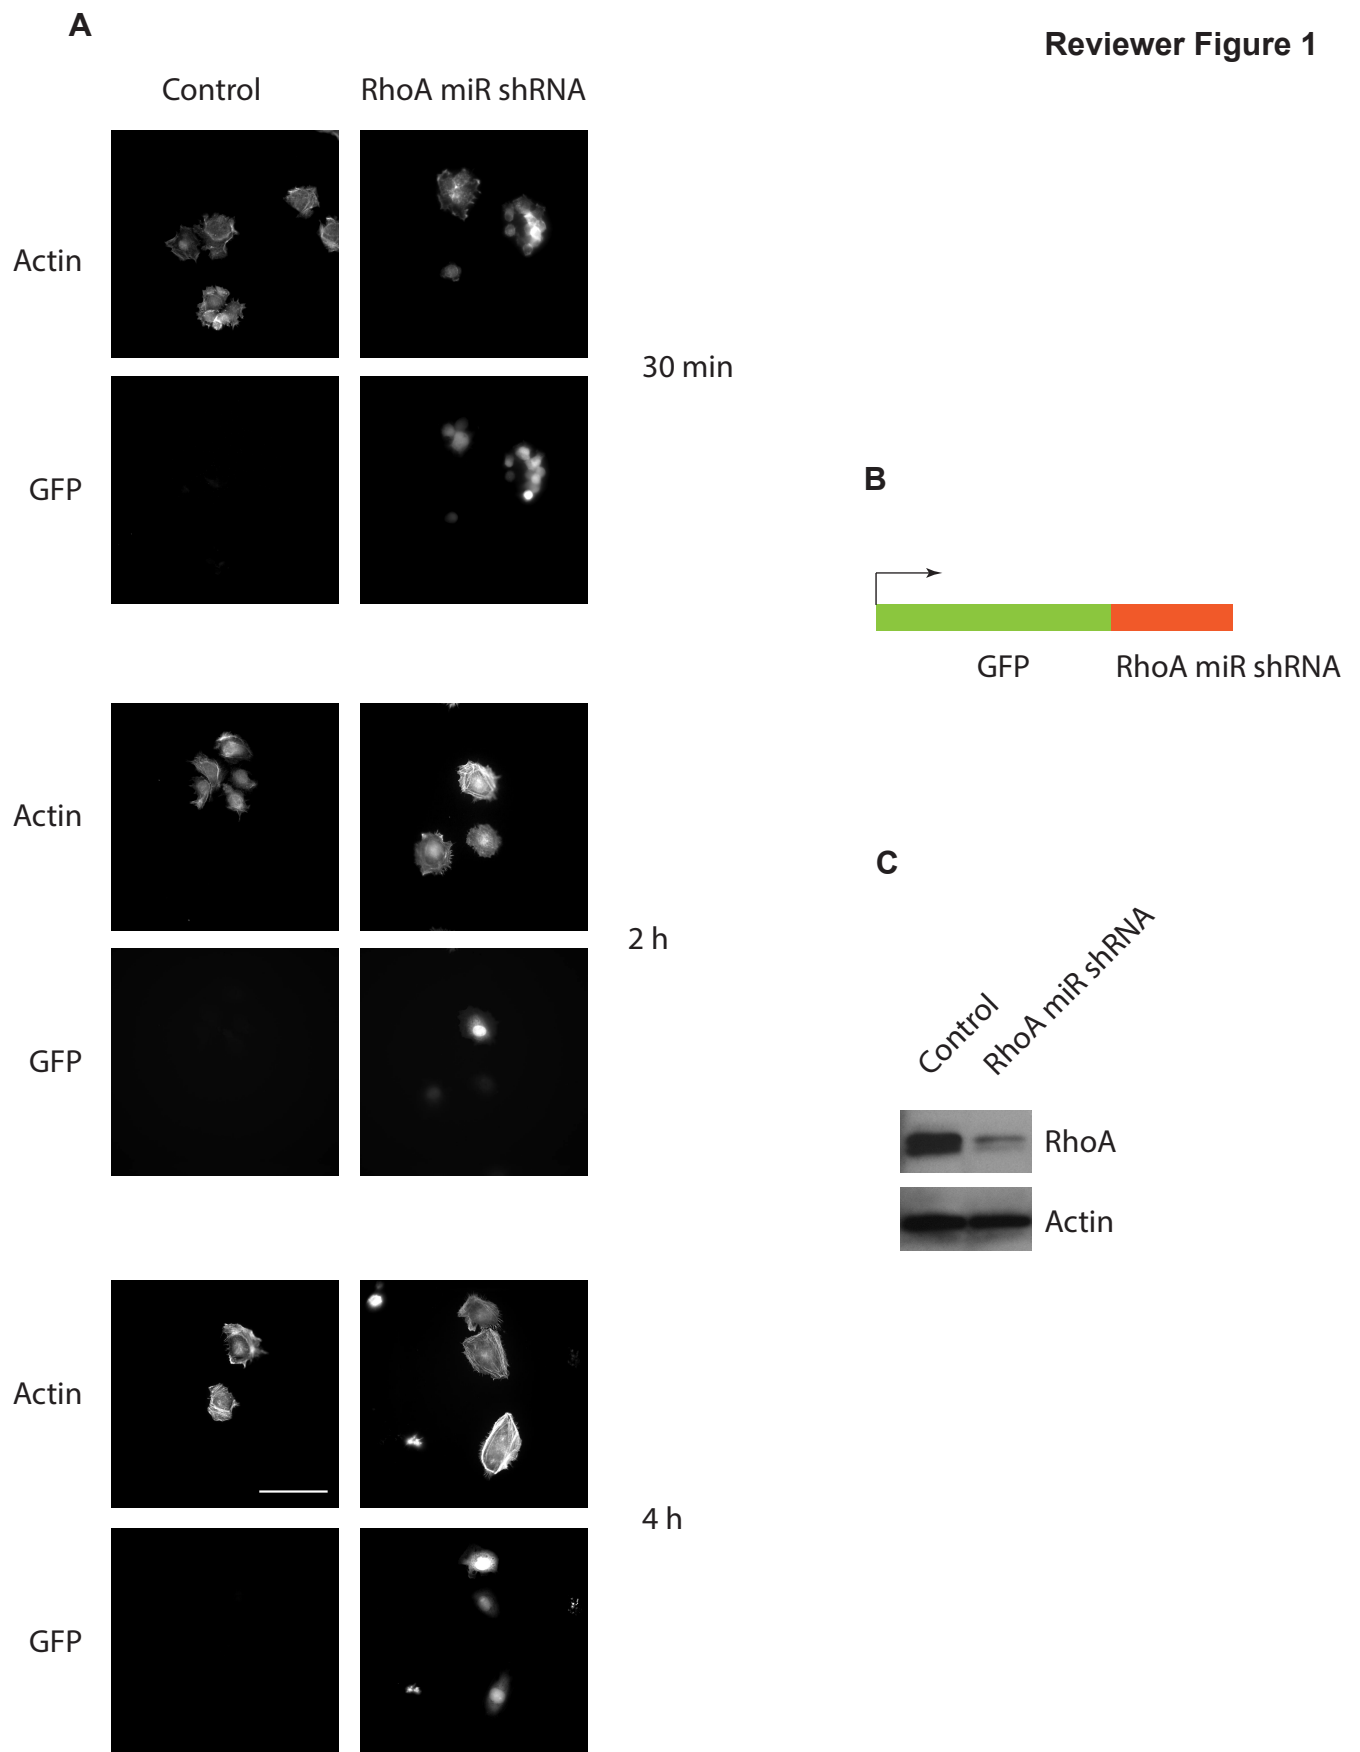 A
Reviewer Figure 1
Control
RhoA miR shRNA
Actin
30 min
GFP
B
GFP
RhoA miR shRNA
Actin
2 h
GFP
C
Control
RhoA miR shRNA
RhoA
Actin
Actin
4 h
GFP